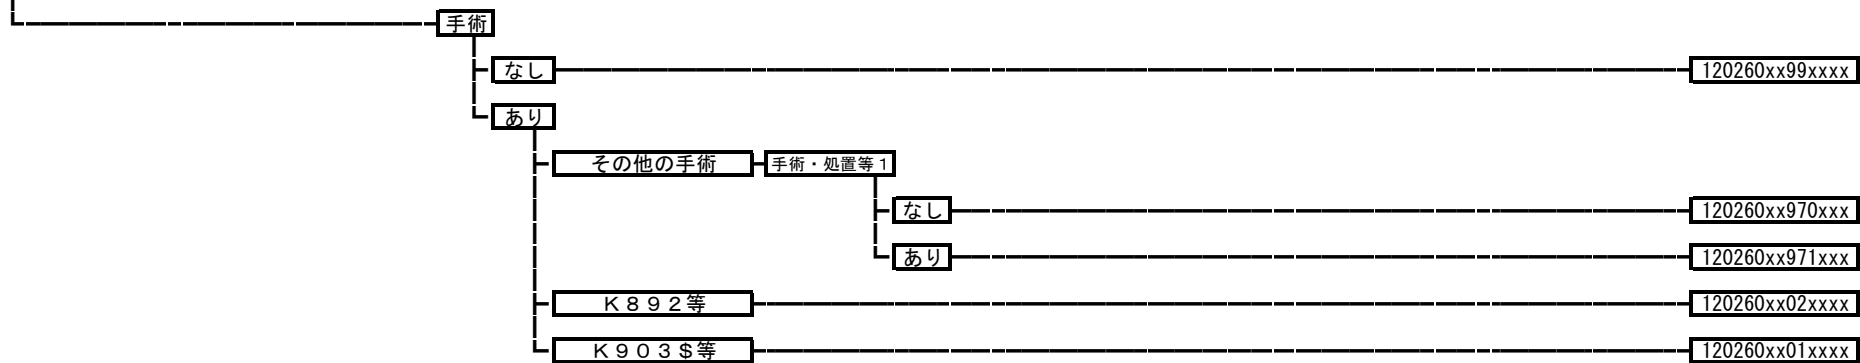 手術
なし 120260xx99xxxx
あり
その他の手術 手術・処置等１
なし 120260xx970xxx
あり 120260xx971xxx
Ｋ８９２等 120260xx02xxxx
Ｋ９０３＄等 120260xx01xxxx